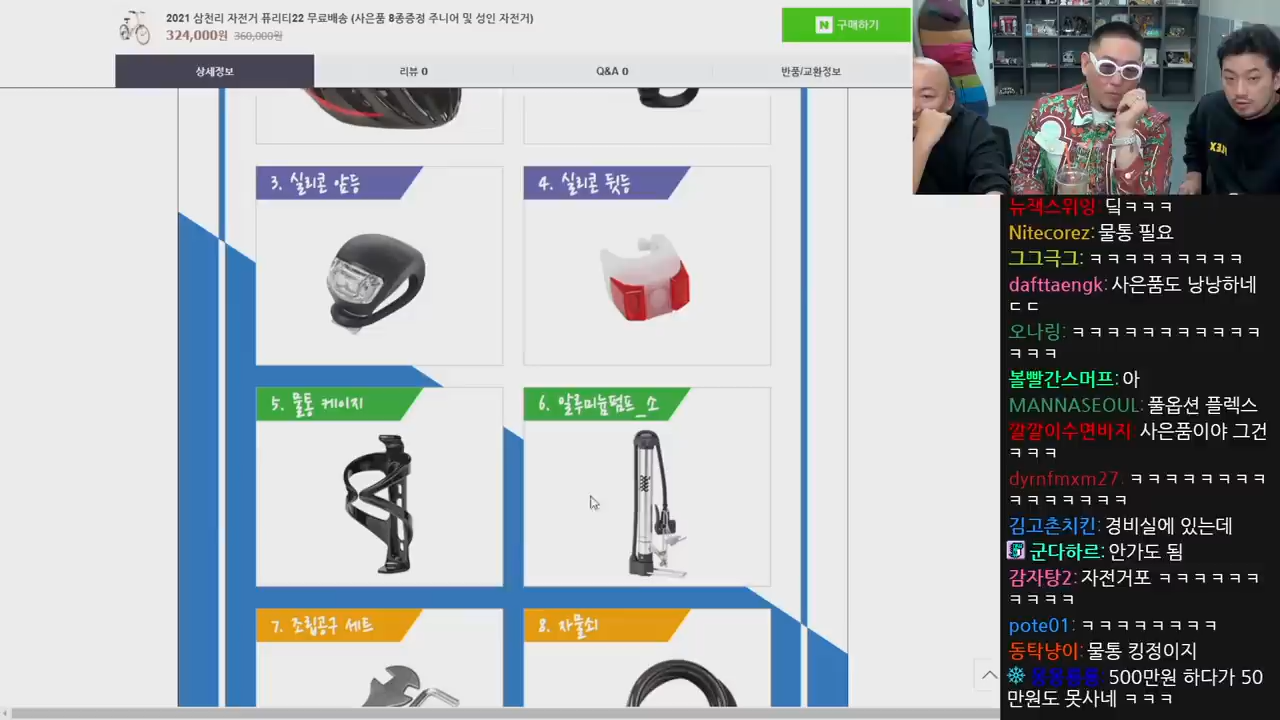 2021 삼천리 자전거 퓨리티22 무료배송 (사은품 8종증정 주니어 및 성인 자전거)
324,000원 360,000원
N 구매하기
상세정보
리뷰 0
Q&A 0
반품/교환정보
3. 실리콘 앞등
4. 실리콘 뒷등
5. 물통 케이지
6. 알루미늄펌프_소
7. 조립공구 세트
8. 자물쇠
뉴잭스위잉: 딬ㅋㅋㅋ
Nitecorez: 물통 필요
그그극그: ㅋㅋㅋㅋㅋㅋㅋㅋㅋ
dafttaengk: 사은품도 낭낭하네
ㄷㄷ
오나링: ㅋㅋㅋㅋㅋㅋㅋㅋㅋㅋㅋ
ㅋㅋㅋ
볼빨간스머프: 아
MANNASEOUL: 풀옵션 플렉스
깔깔이수면바지: 사은품이야 그건
ㅋㅋㅋ
dyrnfmxm27: ㅋㅋㅋㅋㅋㅋㅋㅋ
ㅋㅋㅋㅋㅋㅋㅋ
김고촌치킨: 경비실에 있는데
군다하르: 안가도 됨
감자탕2: 자전거포 ㅋㅋㅋㅋㅋㅋ
ㅋㅋㅋㅋ
pote01: ㅋㅋㅋㅋㅋㅋㅋㅋ
동탁냥이: 물통 킹정이지
500만원 하다가 50
만원도 못사네 ㅋㅋㅋ